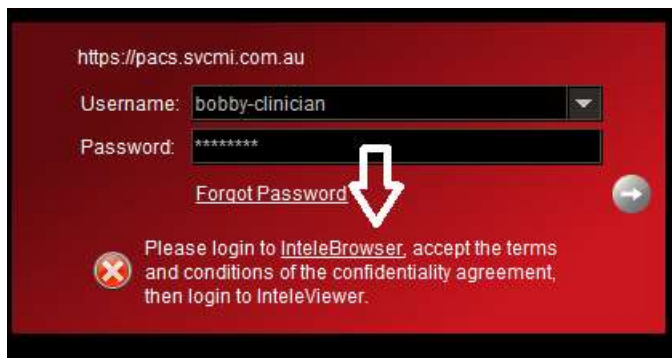 https://pacs.svcmi.com.au
Username: bobby-clinician
Password: ********
Forgot Password
Please login to InteleBrowser, accept the terms
and conditions of the confidentiality agreement,
then login to InteleViewer.